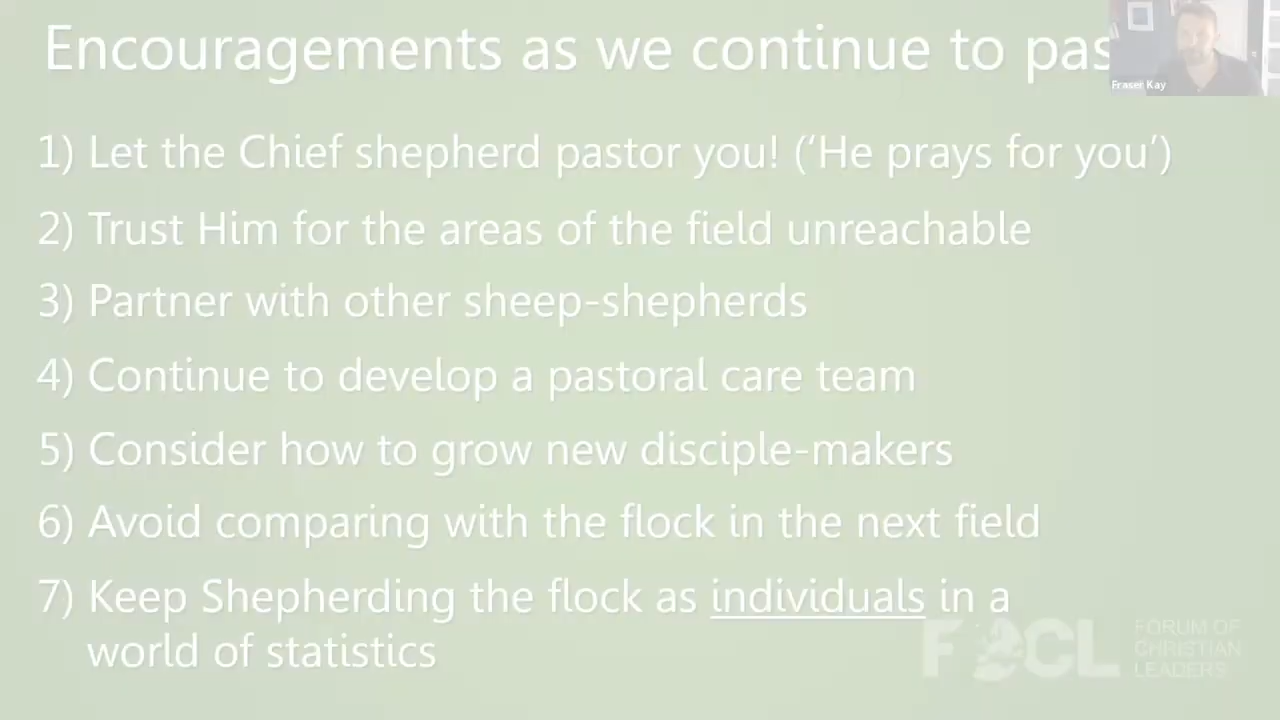 Encouragements as we continue to pas
Fraser Kay
1) Let the Chief shepherd pastor you! (‘He prays for you’)
2) Trust Him for the areas of the field unreachable
3) Partner with other sheep-shepherds
4) Continue to develop a pastoral care team
5) Consider how to grow new disciple-makers
6) Avoid comparing with the flock in the next field
7) Keep Shepherding the flock as individuals in a
world of statistics
FOCL
FORUM OF
CHRISTIAN
LEADERS